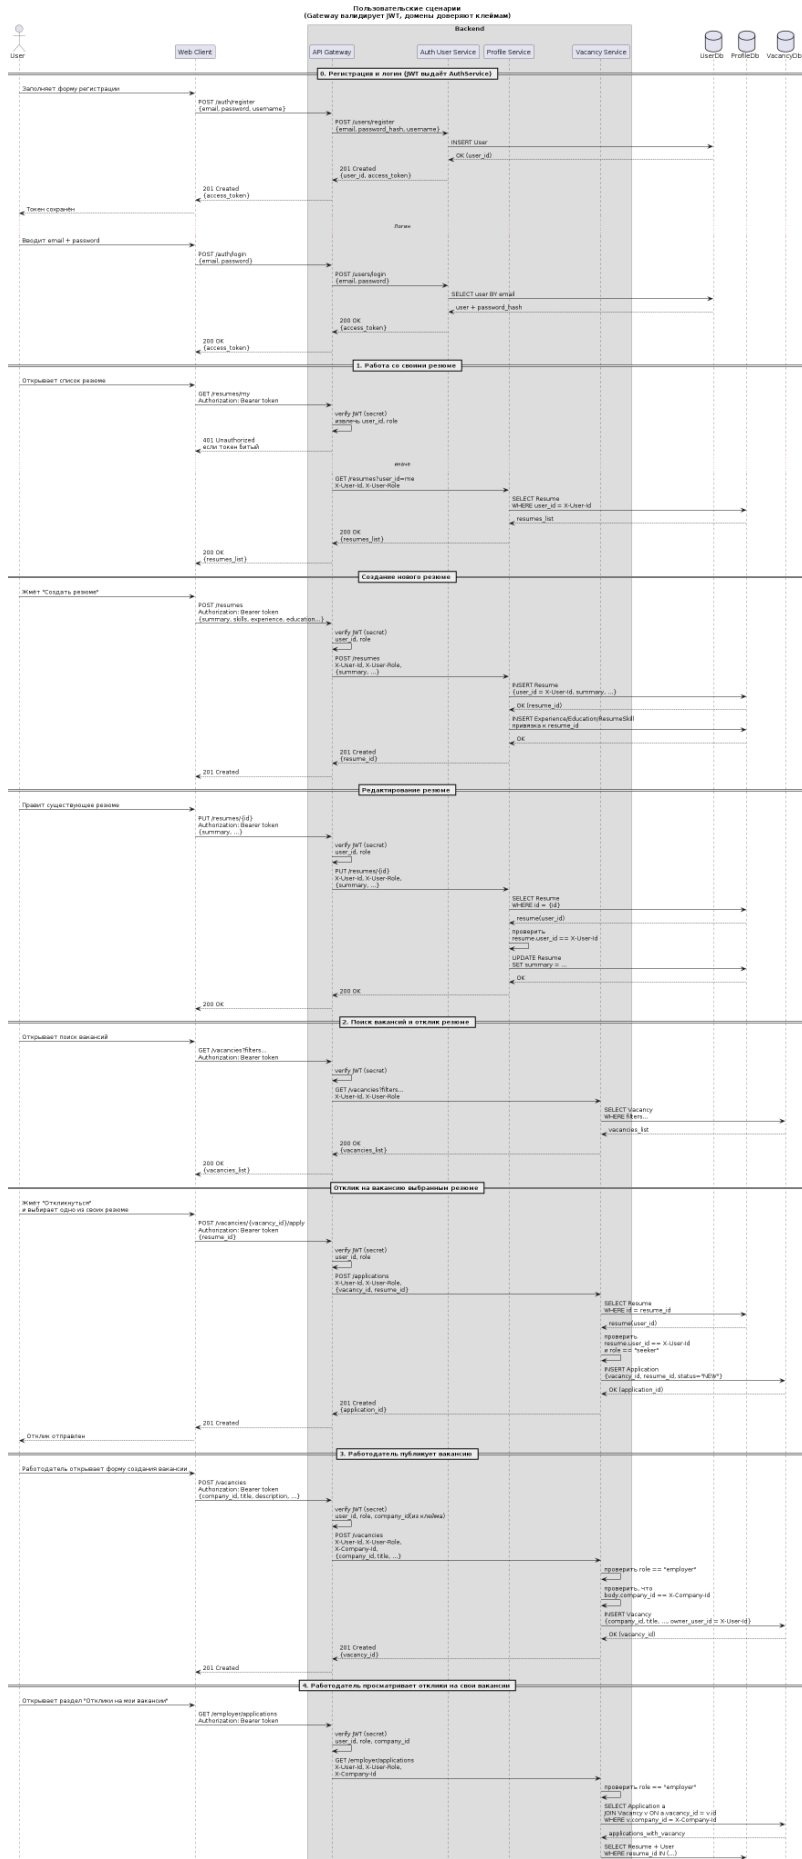 Пользовательские сценарии
(Gateway валидирует JWT, домены доверяют клеймам)
Backend
User
Web Client
API Gateway
Auth User Service
Profile Service
Vacancy Service
UserDb
ProfileDb
VacancyDb
0. Регистрация и логин (JWT выдаёт AuthService)
Заполняет форму регистрации
POST /auth/register
{email, password, username}
POST /users/register
{email, password_hash, username}
INSERT User
OK (user_id)
201 Created
{user_id, access_token}
201 Created
{access_token}
Токен сохранён
Логин
Вводит email + password
POST /auth/login
{email, password}
POST /users/login
{email, password}
SELECT user BY email
user + password_hash
200 OK
{access_token}
200 OK
{access_token}
1. Работа со своими резюме
Открывает список резюме
GET /resumes/my
Authorization: Bearer token
verify JWT (secret)
извлечь user_id, role
401 Unauthorized
если токен битый
иначе
GET /resumes?user_id=me
X-User-Id, X-User-Role
SELECT Resume
WHERE user_id = X-User-Id
resumes_list
200 OK
{resumes_list}
200 OK
{resumes_list}
Создание нового резюме
Жмёт "Создать резюме"
POST /resumes
Authorization: Bearer token
{summary, skills, experience, education...}
verify JWT (secret)
user_id, role
POST /resumes
X-User-Id, X-User-Role,
{summary, ...}
INSERT Resume
{user_id = X-User-Id, summary, ...}
OK (resume_id)
INSERT Experience/Education/ResumeSkill
привязка к resume_id
OK
201 Created
{resume_id}
201 Created
Редактирование резюме
Правит существующее резюме
PUT /resumes/{id}
Authorization: Bearer token
{summary, ...}
verify JWT (secret)
user_id, role
PUT /resumes/{id}
X-User-Id, X-User-Role,
{summary, ...}
SELECT Resume
WHERE id = {id}
resume(user_id)
проверить
resume.user_id == X-User-Id
UPDATE Resume
SET summary = ...
OK
200 OK
200 OK
2. Поиск вакансий и отклик резюме
Открывает поиск вакансий
GET /vacancies?filters...
Authorization: Bearer token
verify JWT (secret)
GET /vacancies?filters...
X-User-Id, X-User-Role
SELECT Vacancy
WHERE filters...
vacancies_list
200 OK
{vacancies_list}
200 OK
{vacancies_list}
Отклик на вакансию выбранным резюме
Жмёт "Откликнуться"
и выбирает одно из своих резюме
POST /vacancies/{vacancy_id}/apply
Authorization: Bearer token
{resume_id}
verify JWT (secret)
user_id, role
POST /applications
X-User-Id, X-User-Role,
{vacancy_id, resume_id}
SELECT Resume
WHERE id = resume_id
resume(user_id)
проверить
resume.user_id == X-User-Id
и role == "seeker"
INSERT Application
{vacancy_id, resume_id, status="NEW"}
OK (application_id)
201 Created
{application_id}
201 Created
Отклик отправлен
3. Работодатель публикует вакансию
Работодатель открывает форму создания вакансии
POST /vacancies
Authorization: Bearer token
{company_id, title, description, ...}
verify JWT (secret)
user_id, role, company_id(из клейма)
POST /vacancies
X-User-Id, X-User-Role,
X-Company-Id,
{company_id, title, ...}
проверить role == "employer"
проверить, что
body.company_id == X-Company-Id
INSERT Vacancy
{company_id, title, ..., owner_user_id = X-User-Id}
OK (vacancy_id)
201 Created
{vacancy_id}
201 Created
4. Работодатель просматривает отклики на свои вакансии
Открывает раздел "Отклики на мои вакансии"
GET /employer/applications
Authorization: Bearer token
verify JWT (secret)
user_id, role, company_id
GET /employer/applications
X-User-Id, X-User-Role,
X-Company-Id
проверить role == "employer"
SELECT Application a
JOIN Vacancy v ON a.vacancy_id = v.id
WHERE v.company_id = X-Company-Id
applications_with_vacancy
SELECT Resume + User
WHERE resume_id IN (...)